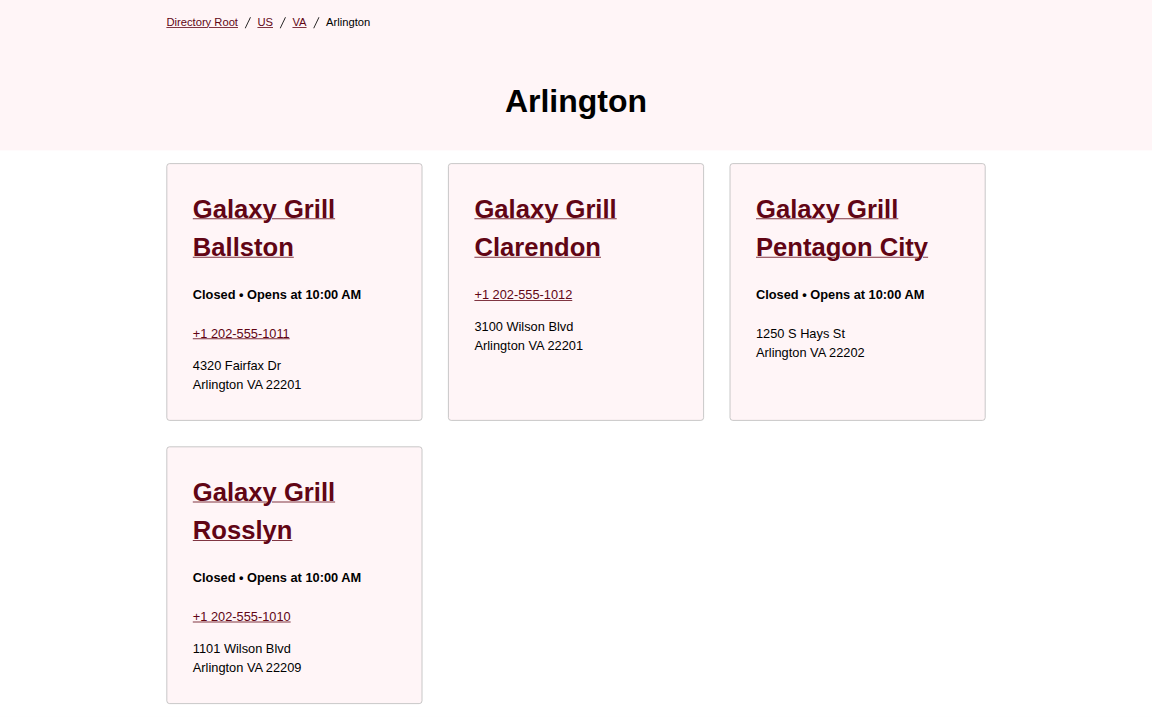 Directory Root / US / VA / Arlington
Arlington
Galaxy Grill
Ballston
Closed • Opens at 10:00 AM
+1 202-555-1011
4320 Fairfax Dr
Arlington VA 22201
Galaxy Grill
Clarendon
+1 202-555-1012
3100 Wilson Blvd
Arlington VA 22201
Galaxy Grill
Pentagon City
Closed • Opens at 10:00 AM
1250 S Hays St
Arlington VA 22202
Galaxy Grill
Rosslyn
Closed • Opens at 10:00 AM
+1 202-555-1010
1101 Wilson Blvd
Arlington VA 22209